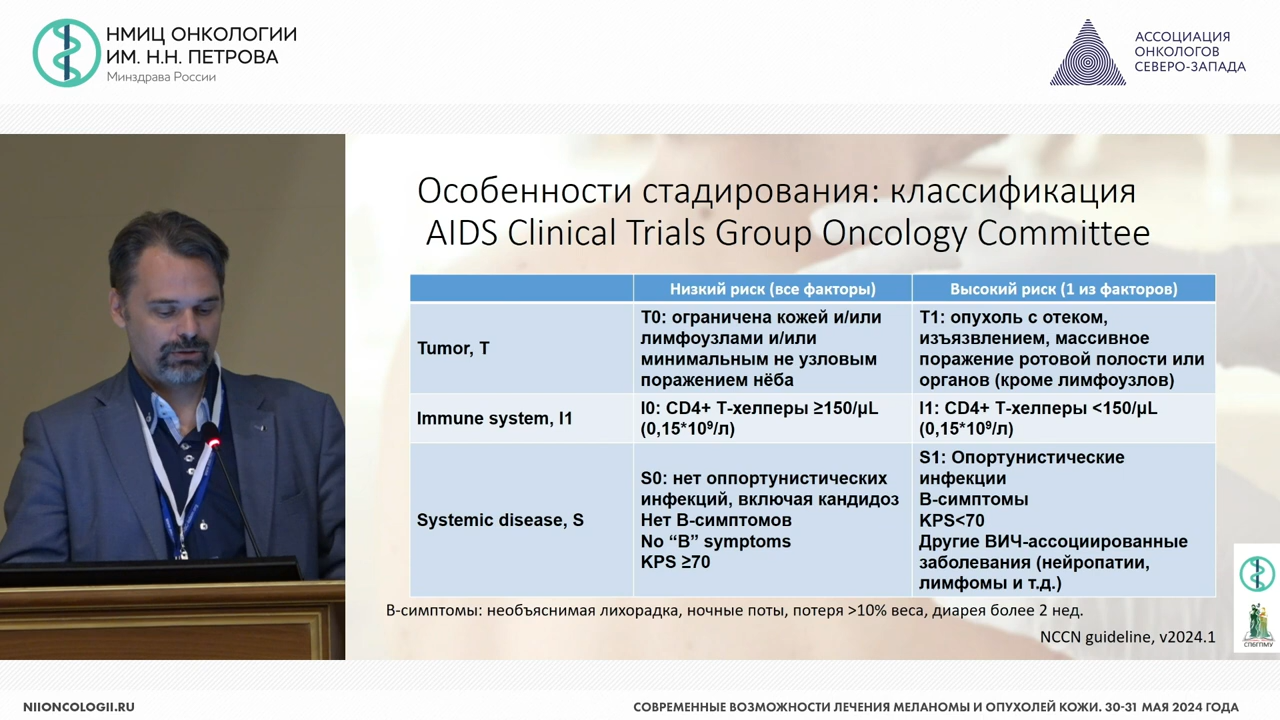 НМИЦ ОНКОЛОГИИ
ИМ. Н.Н. ПЕТРОВА
Минздрава России
АССОЦИАЦИЯ
ОНКОЛОГОВ
СЕВЕРО-ЗАПАДА
Особенности стадирования: классификация
AIDS Clinical Trials Group Oncology Committee
Низкий риск (все факторы)
Высокий риск (1 из факторов)
Tumor, T
T0: ограничена кожей и/или
лимфоузлами и/или
минимальным не узловым
поражением нёба
T1: опухоль с отеком,
изъязвлением, массивное
поражение ротовой полости или
органов (кроме лимфоузлов)
Immune system, I1
I0: CD4+ Т-хелперы ≥150/µL
(0,15*10⁹/л)
I1: CD4+ Т-хелперы <150/µL
(0,15*10⁹/л)
Systemic disease, S
S0: нет оппортунистических
инфекций, включая кандидоз
Нет В-симптомов
No “B” symptoms
KPS ≥70
S1: Опортунистические
инфекции
В-симптомы
KPS<70
Другие ВИЧ-ассоциированные
заболевания (нейропатии,
лимфомы и т.д.)
В-симптомы: необъяснимая лихорадка, ночные поты, потеря >10% веса, диарея более 2 нед.
NCCN guideline, v2024.1
СПБГПМУ
NIIONCOLOGII.RU
СОВРЕМЕННЫЕ ВОЗМОЖНОСТИ ЛЕЧЕНИЯ МЕЛАНОМЫ И ОПУХОЛЕЙ КОЖИ. 30-31 МАЯ 2024 ГОДА